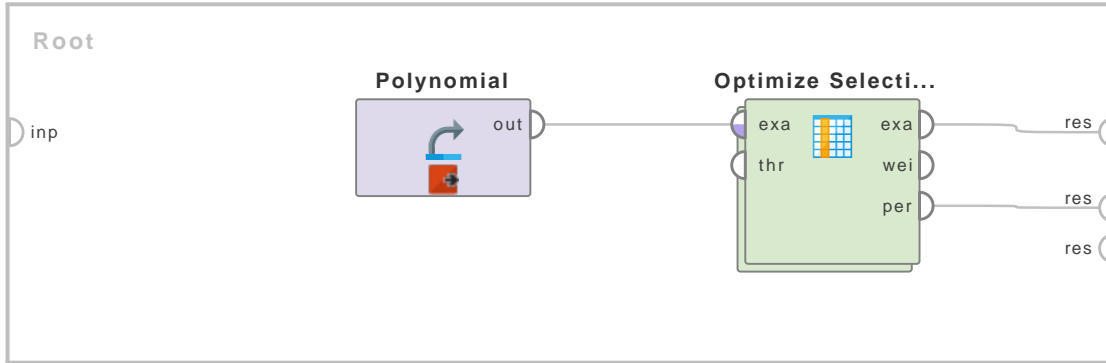 Root
Polynomial
Optimize Selecti...
inp
out
exa
exa
res
thr
wei
per
res
res